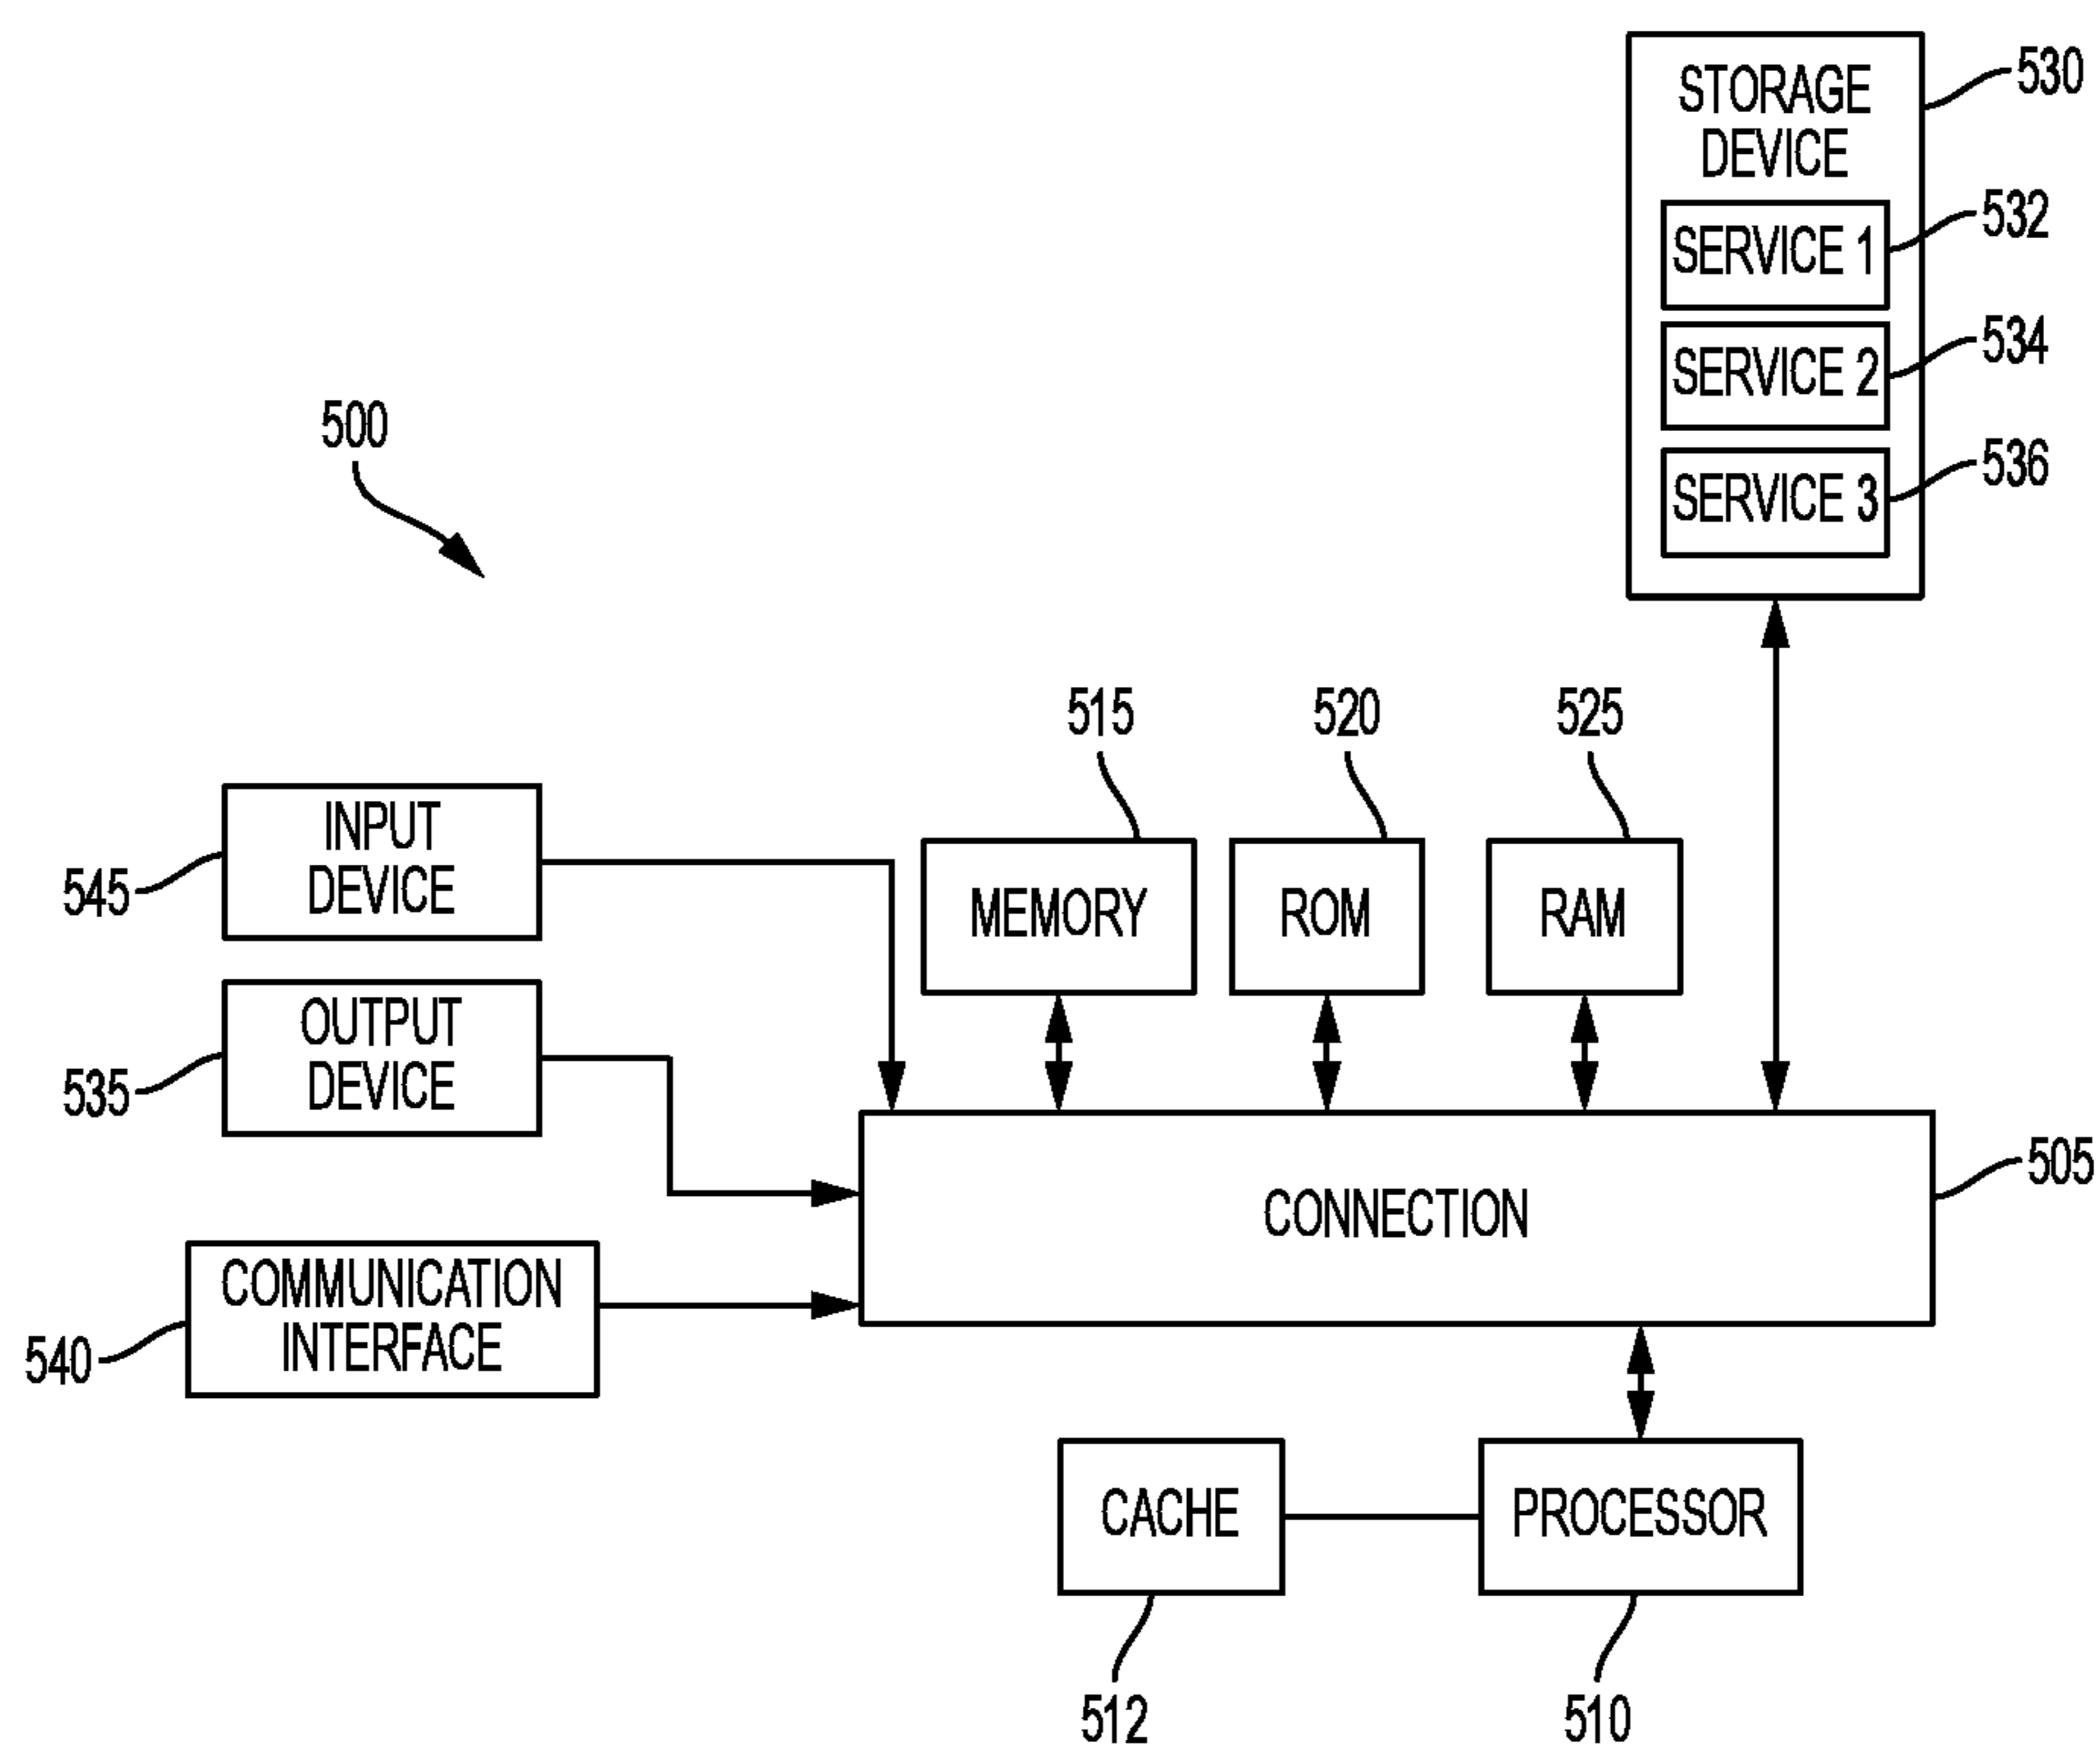 530
STORAGE
DEVICE
532
SERVICE 1
534
SERVICE 2
500
536
SERVICE 3
515
520
525
INPUT
DEVICE
545
MEMORY
ROM
RAM
OUTPUT
DEVICE
535
505
CONNECTION
COMMUNICATION
INTERFACE
540
CACHE
PROCESSOR
512
510